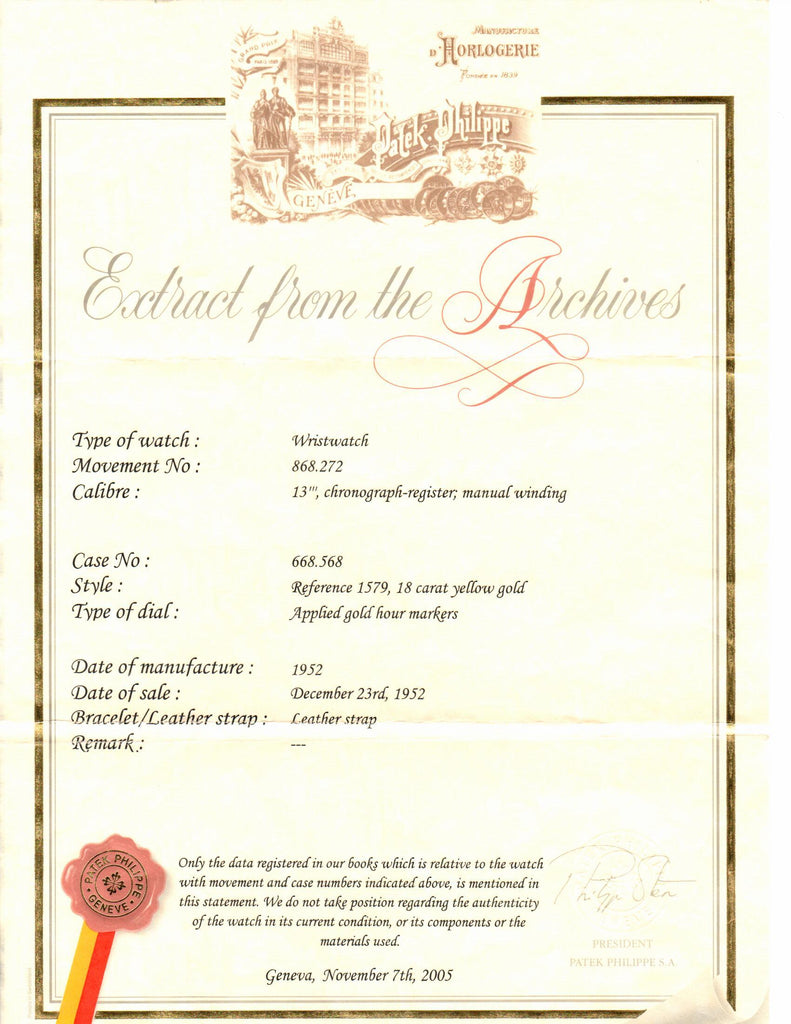 GRAND PRIX
PARIS 1889
MANUFACTURE
D'HORLOGERIE
FONDÉE EN 1839
Patek. Philippe
GENÈVE
Extract from the Archives
Type of watch : Wristwatch
Movement No : 868.272
Calibre : 13''', chronograph-register; manual winding
Case No : 668.568
Style : Reference 1579, 18 carat yellow gold
Type of dial : Applied gold hour markers
Date of manufacture : 1952
Date of sale : December 23rd, 1952
Bracelet/Leather strap : Leather strap
Remark : ---
PATEK PHILIPPE
GENEVE
Only the data registered in our books which is relative to the watch
with movement and case numbers indicated above, is mentioned in
this statement. We do not take position regarding the authenticity
of the watch in its current condition, or its components or the
materials used.
Philippe Stern
PRESIDENT
PATEK PHILIPPE S.A
Geneva, November 7th, 2005